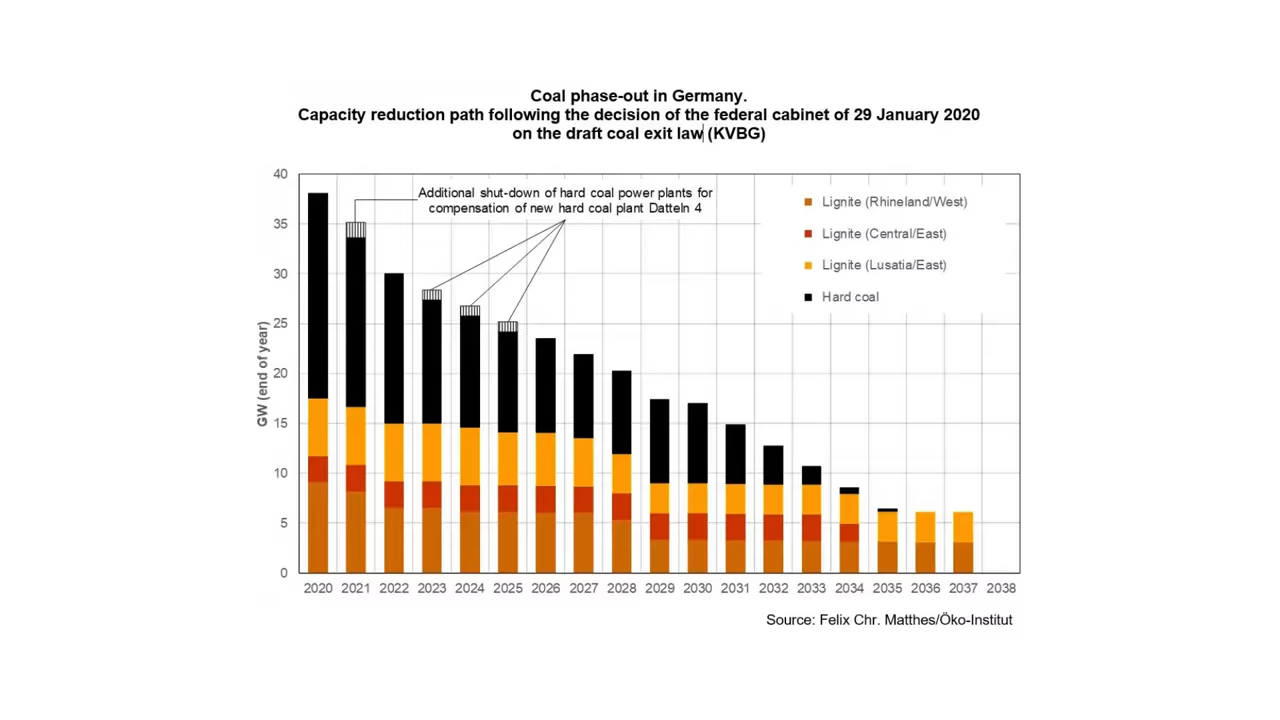 Coal phase-out in Germany.
Capacity reduction path following the decision of the federal cabinet of 29 January 2020
on the draft coal exit law (KVBG)
40
35
30
25
20
15
10
5
0
GW (end of year)
Additional shut-down of hard coal power plants for
compensation of new hard coal plant Datteln 4
Lignite (Rhineland/West)
Lignite (Central/East)
Lignite (Lusatia/East)
Hard coal
2020 2021 2022 2023 2024 2025 2026 2027 2028 2029 2030 2031 2032 2033 2034 2035 2036 2037 2038
Source: Felix Chr. Matthes/Öko-Institut